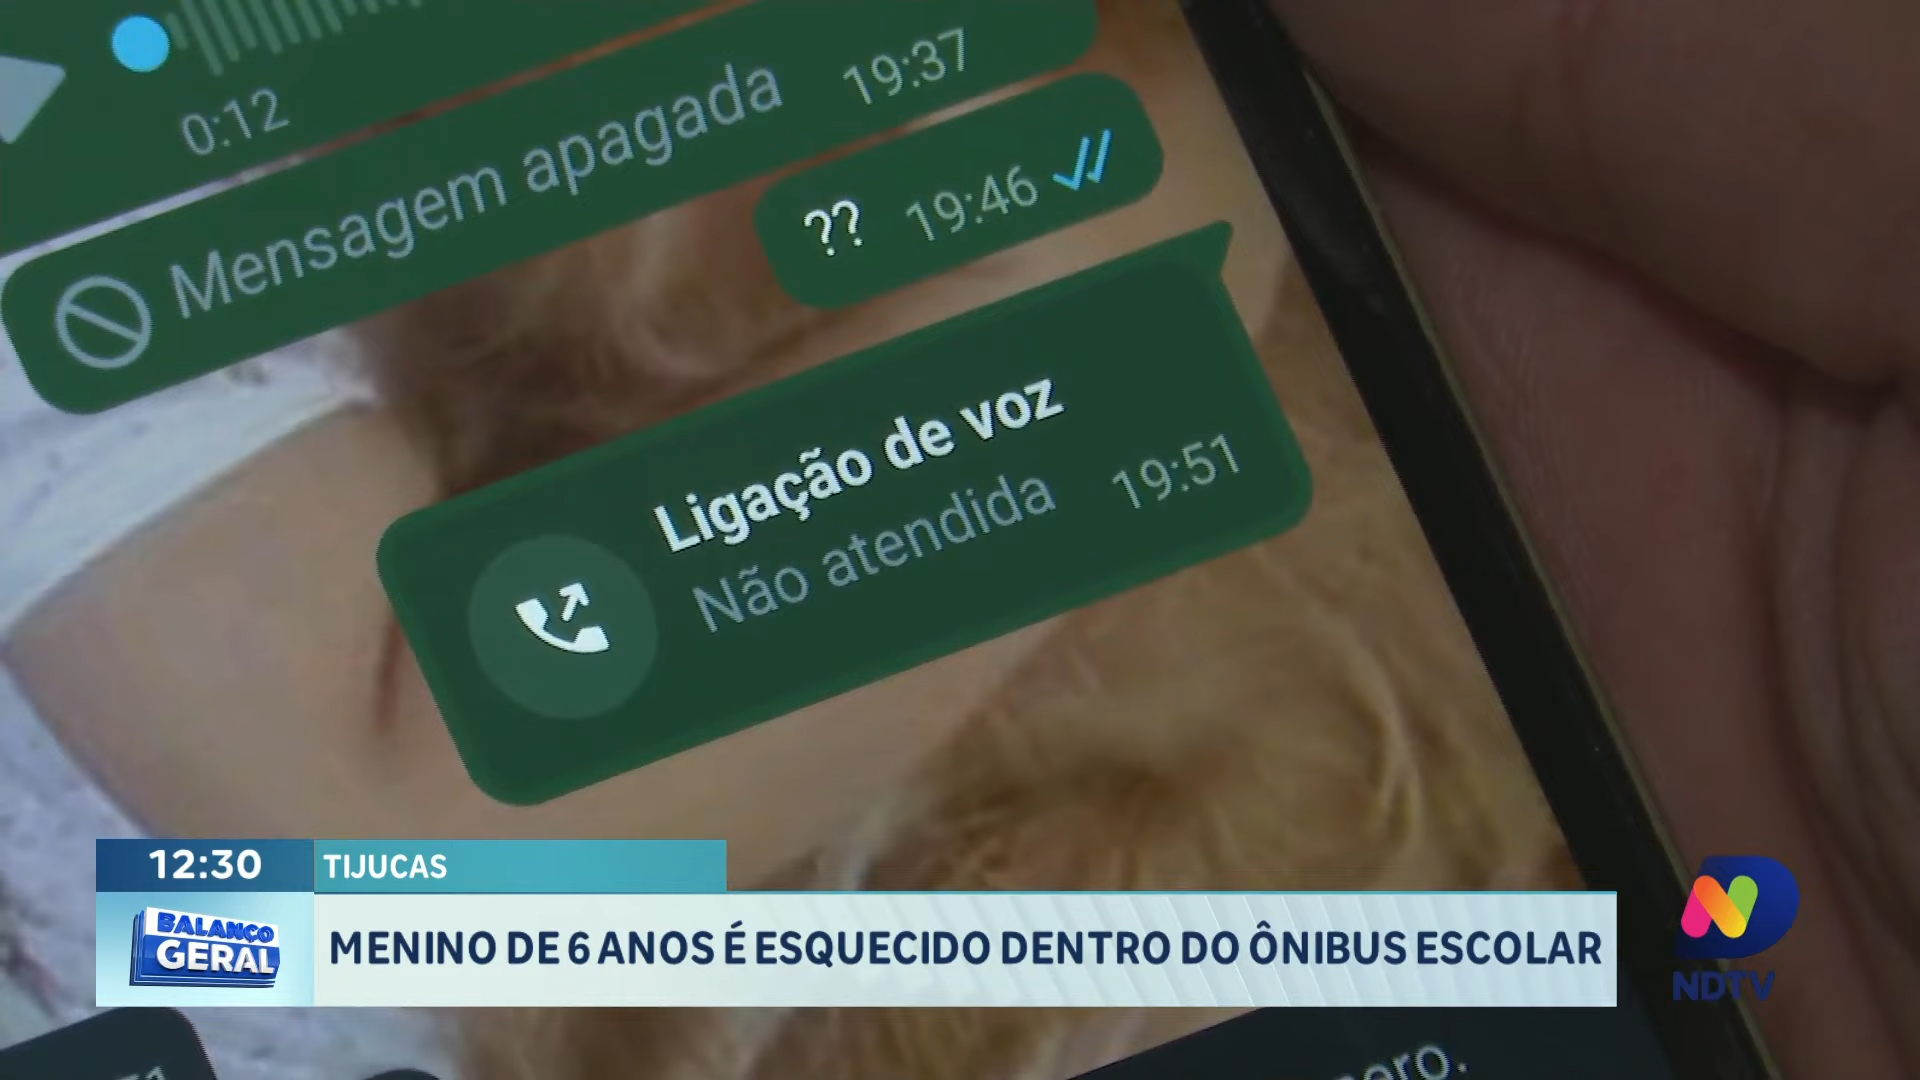 0:12
Mensagem apagada 19:37
?? 19:46
Ligação de voz
Não atendida 19:51
12:30 TIJUCAS
BALANÇO
GERAL
MENINO DE 6 ANOS É ESQUECIDO DENTRO DO ÔNIBUS ESCOLAR
NDTV